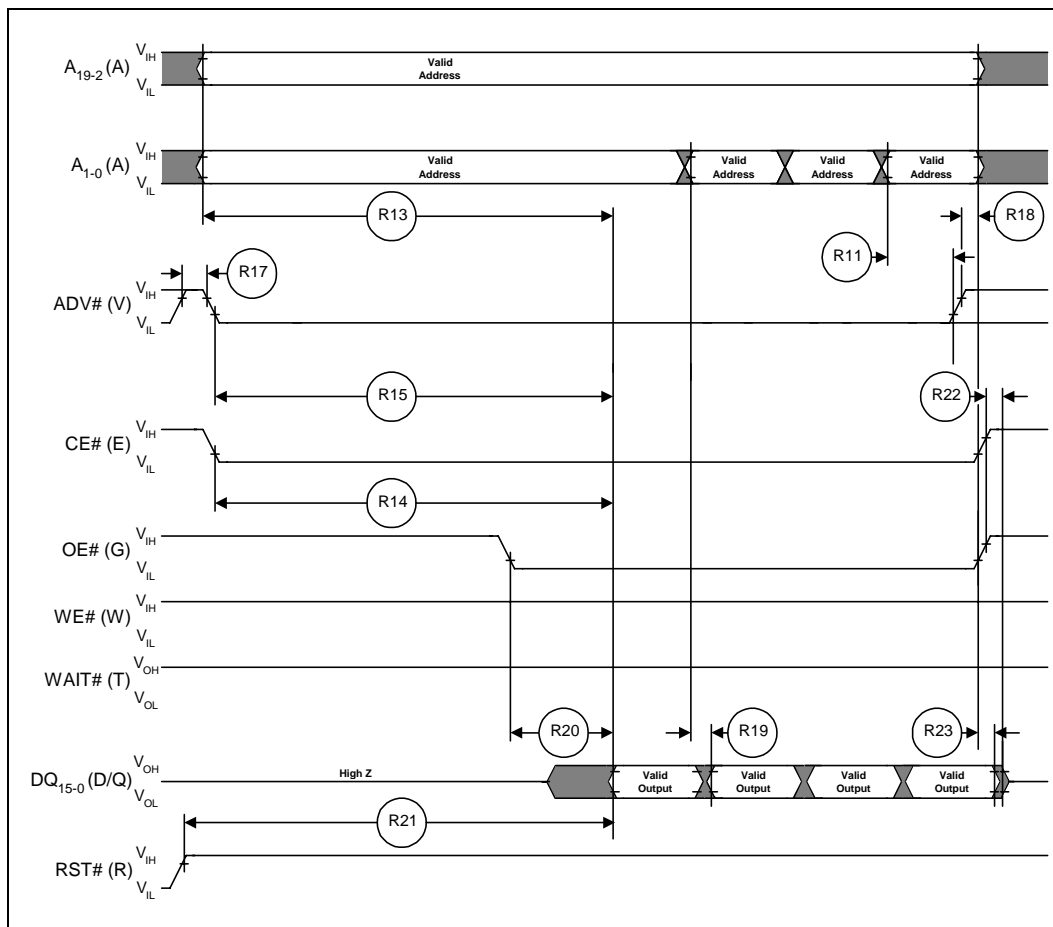 A19-2 (A) VIH
VIL
Valid
Address
A1-0 (A) VIH
VIL
Valid
Address
Valid
Address
Valid
Address
Valid
Address
R13
R18
R17
R11
ADV# (V) VIH
VIL
R15
R22
CE# (E) VIH
VIL
R14
OE# (G) VIH
VIL
WE# (W) VIH
VIL
WAIT# (T) VOH
VOL
R20
R19
R23
DQ15-0 (D/Q) VOH
VOL
High Z
Valid
Output
Valid
Output
Valid
Output
Valid
Output
R21
RST# (R) VIH
VIL